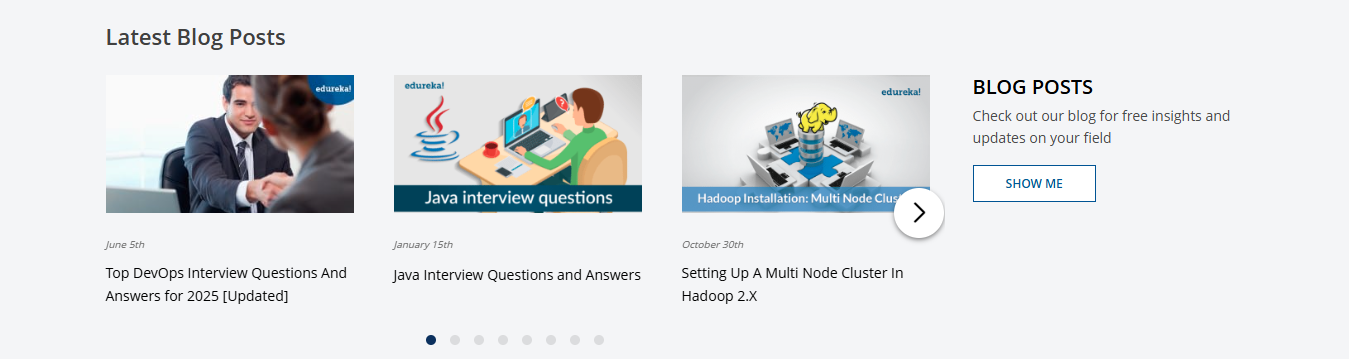 Latest Blog Posts
edureka!
June 5th
Top DevOps Interview Questions And
Answers for 2025 [Updated]
edureka!
Java interview questions
January 15th
Java Interview Questions and Answers
edureka!
Hadoop Installation: Multi Node
October 30th
Setting Up A Multi Node Cluster In
Hadoop 2.X
BLOG POSTS
Check out our blog for free insights and
updates on your field
SHOW ME